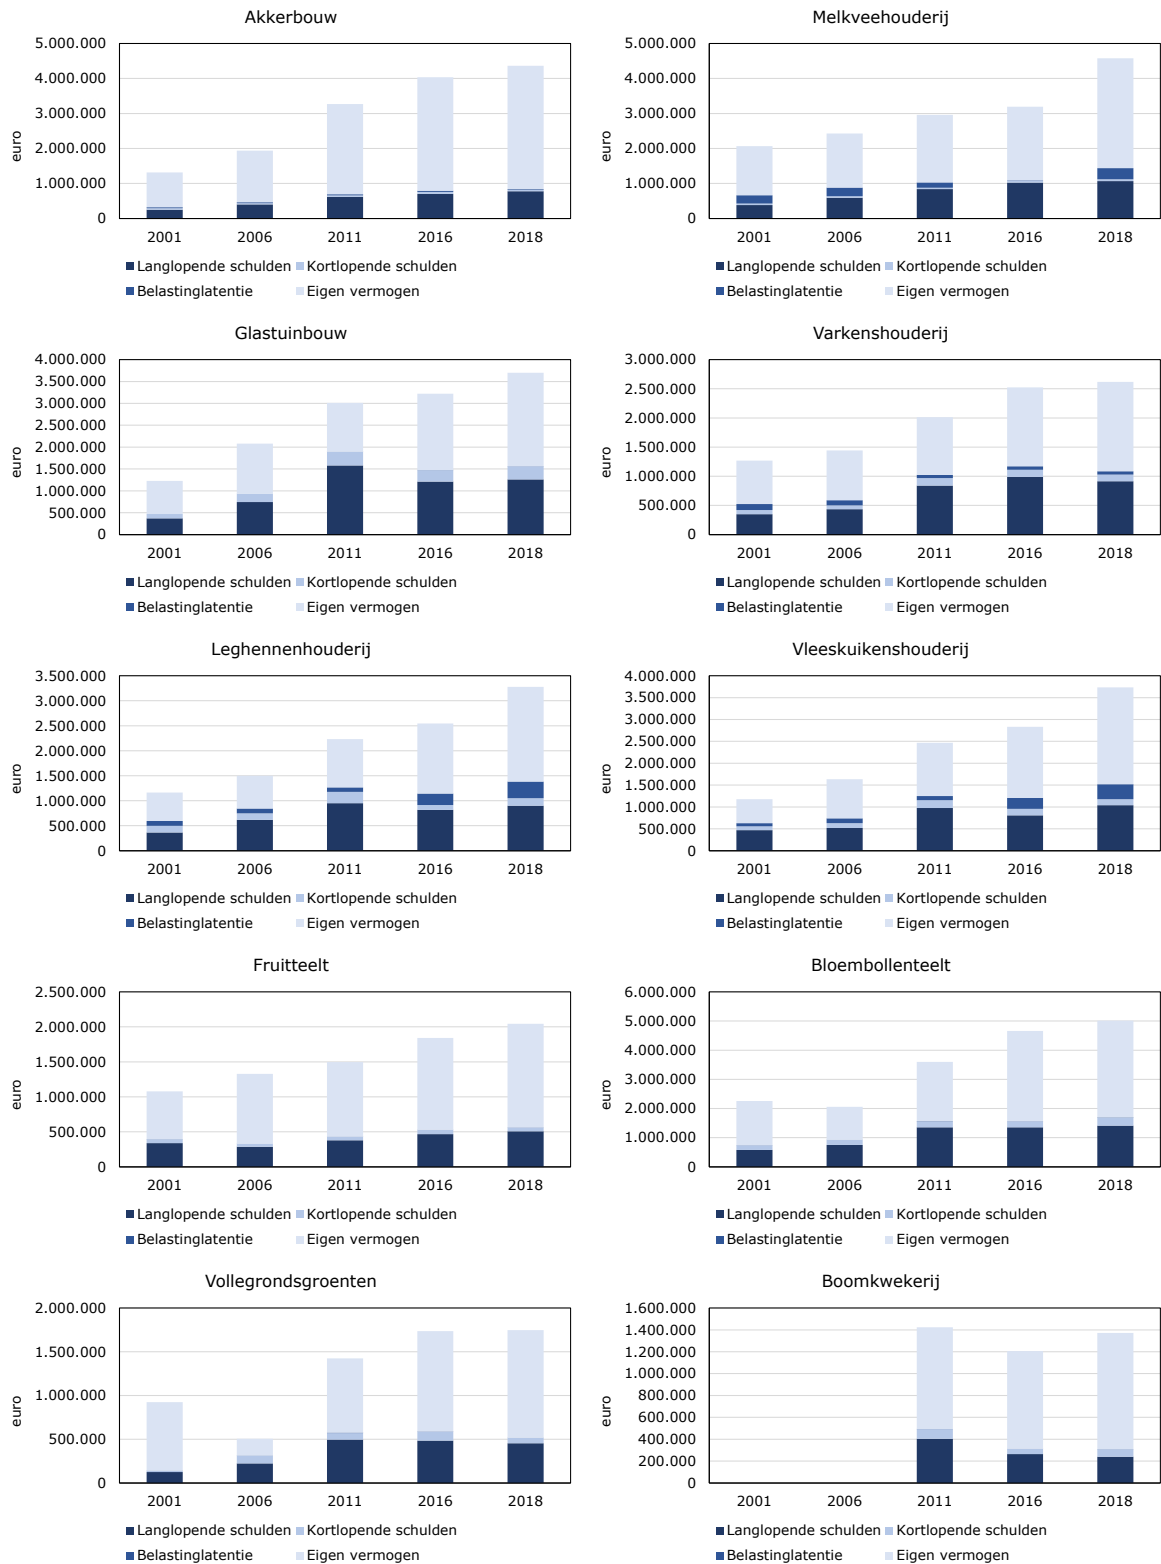 Akkerbouw
5.000.000
4.000.000
3.000.000
2.000.000
1.000.000
0
euro
2001 2006 2011 2016 2018
Langlopende schulden Kortlopende schulden
Belastinglatentie Eigen vermogen
Melkveehouderij
5.000.000
4.000.000
3.000.000
2.000.000
1.000.000
0
euro
2001 2006 2011 2016 2018
Langlopende schulden Kortlopende schulden
Belastinglatentie Eigen vermogen
Glastuinbouw
4.000.000
3.500.000
3.000.000
2.500.000
2.000.000
1.500.000
1.000.000
500.000
0
euro
2001 2006 2011 2016 2018
Langlopende schulden Kortlopende schulden
Belastinglatentie Eigen vermogen
Varkenshouderij
3.000.000
2.500.000
2.000.000
1.500.000
1.000.000
500.000
0
euro
2001 2006 2011 2016 2018
Langlopende schulden Kortlopende schulden
Belastinglatentie Eigen vermogen
Leghennenhouderij
3.500.000
3.000.000
2.500.000
2.000.000
1.500.000
1.000.000
500.000
0
euro
2001 2006 2011 2016 2018
Langlopende schulden Kortlopende schulden
Belastinglatentie Eigen vermogen
Vleeskuikenshouderij
4.000.000
3.500.000
3.000.000
2.500.000
2.000.000
1.500.000
1.000.000
500.000
0
euro
2001 2006 2011 2016 2018
Langlopende schulden Kortlopende schulden
Belastinglatentie Eigen vermogen
Fruitteelt
2.500.000
2.000.000
1.500.000
1.000.000
500.000
0
euro
2001 2006 2011 2016 2018
Langlopende schulden Kortlopende schulden
Belastinglatentie Eigen vermogen
Bloembollenteelt
6.000.000
5.000.000
4.000.000
3.000.000
2.000.000
1.000.000
0
euro
2001 2006 2011 2016 2018
Langlopende schulden Kortlopende schulden
Belastinglatentie Eigen vermogen
Vollegrondsgroenten
2.000.000
1.500.000
1.000.000
500.000
0
euro
2001 2006 2011 2016 2018
Langlopende schulden Kortlopende schulden
Belastinglatentie Eigen vermogen
Boomkwekerij
1.600.000
1.400.000
1.200.000
1.000.000
800.000
600.000
400.000
200.000
0
euro
2001 2006 2011 2016 2018
Langlopende schulden Kortlopende schulden
Belastinglatentie Eigen vermogen